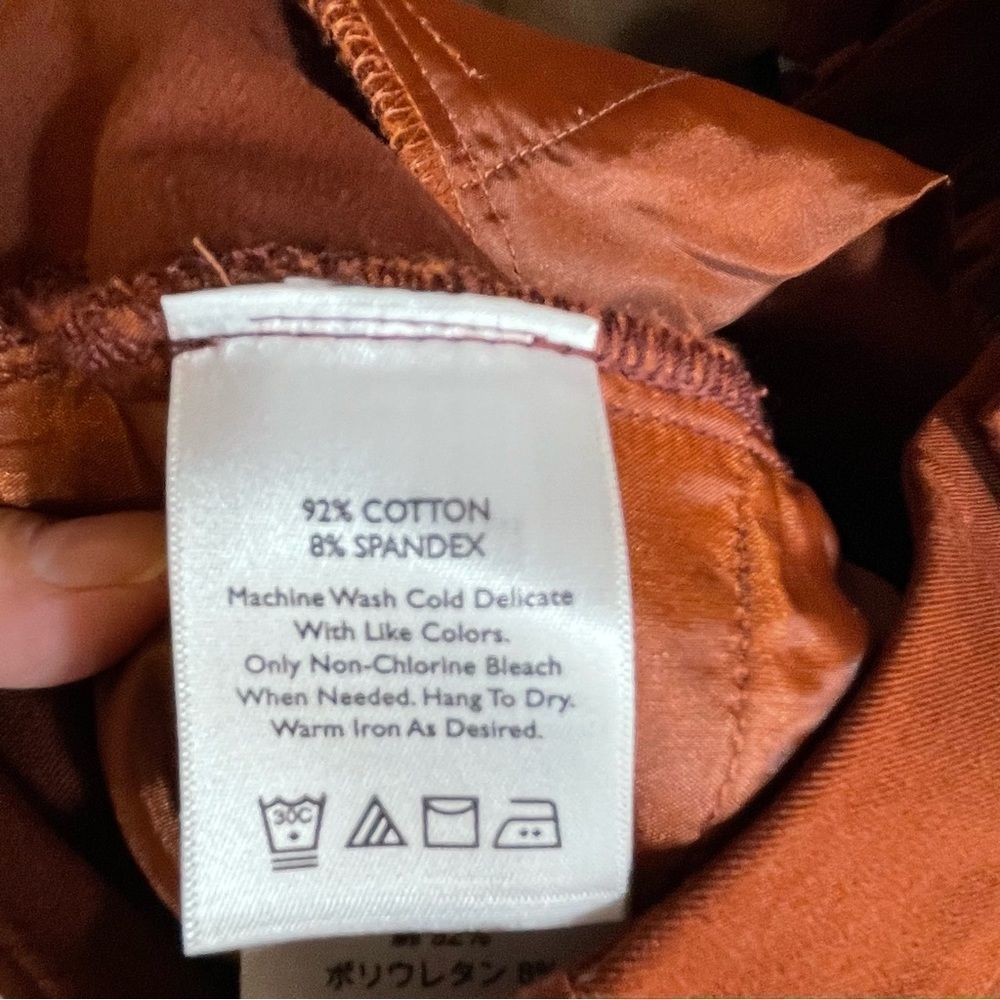 92% COTTON
8% SPANDEX
Machine Wash Cold Delicate
With Like Colors.
Only Non-Chlorine Bleach
When Needed. Hang To Dry.
Warm Iron As Desired.
30C
ポリウレタン 8%